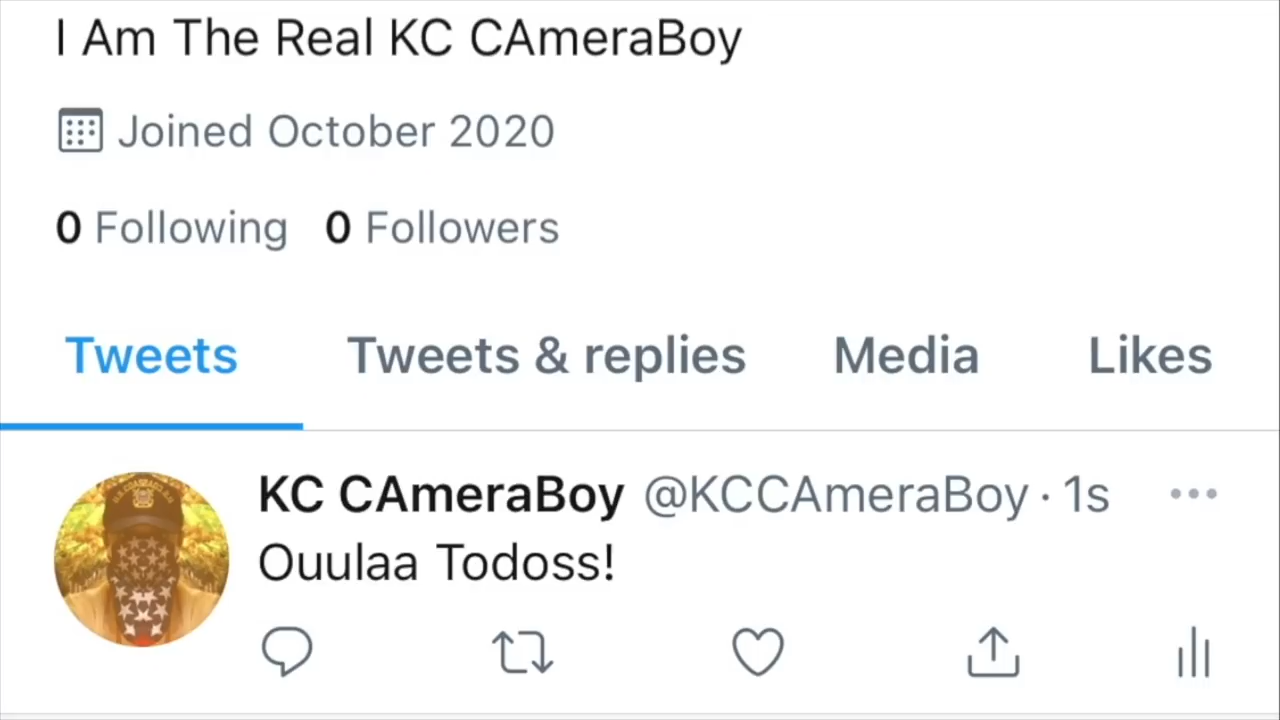 I Am The Real KC CAmeraBoy
Joined October 2020
0 Following 0 Followers
Tweets Tweets & replies Media Likes
KC CAmeraBoy @KCCAmeraBoy · 1s
Ouulaa Todoss!